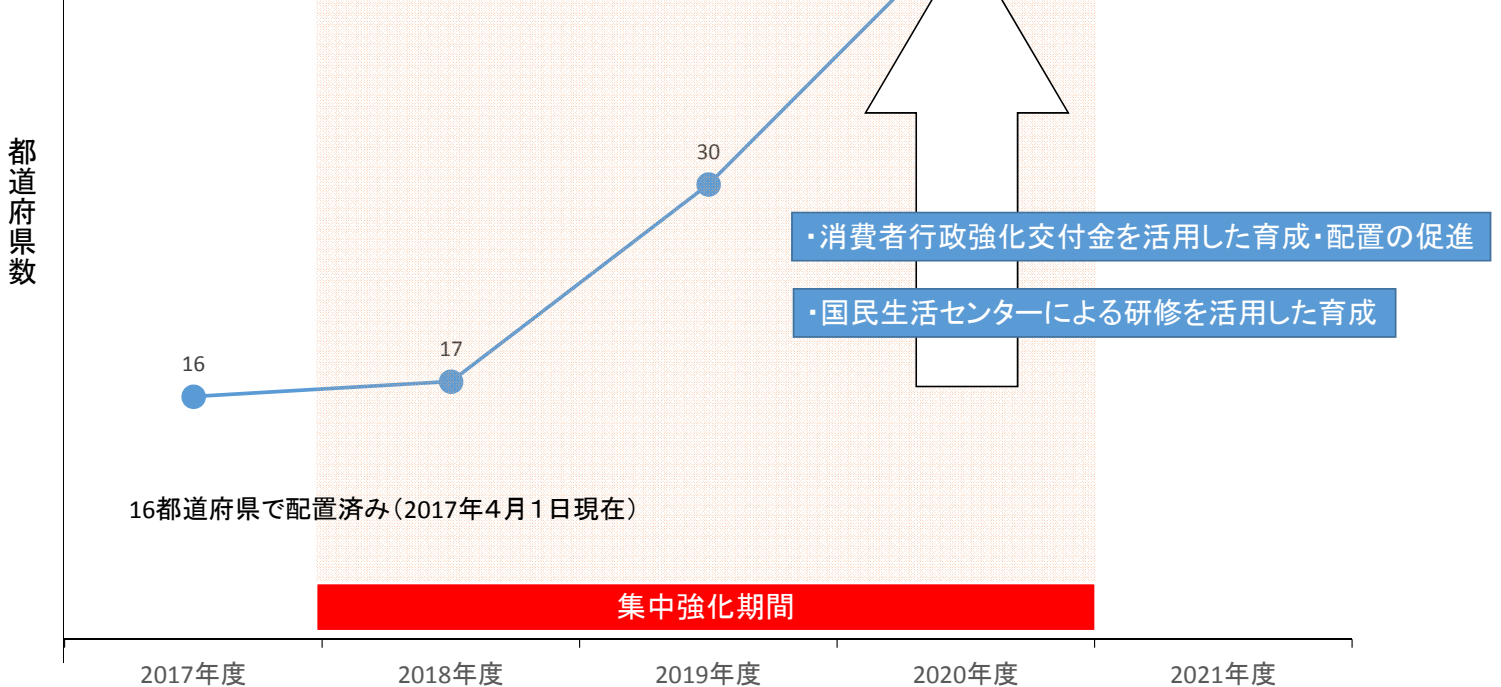 都道府県数
30
・消費者行政強化交付金を活用した育成・配置の促進
・国民生活センターによる研修を活用した育成
17
16
16都道府県で配置済み（2017年４月１日現在）
集中強化期間
2017年度
2018年度
2019年度
2020年度
2021年度